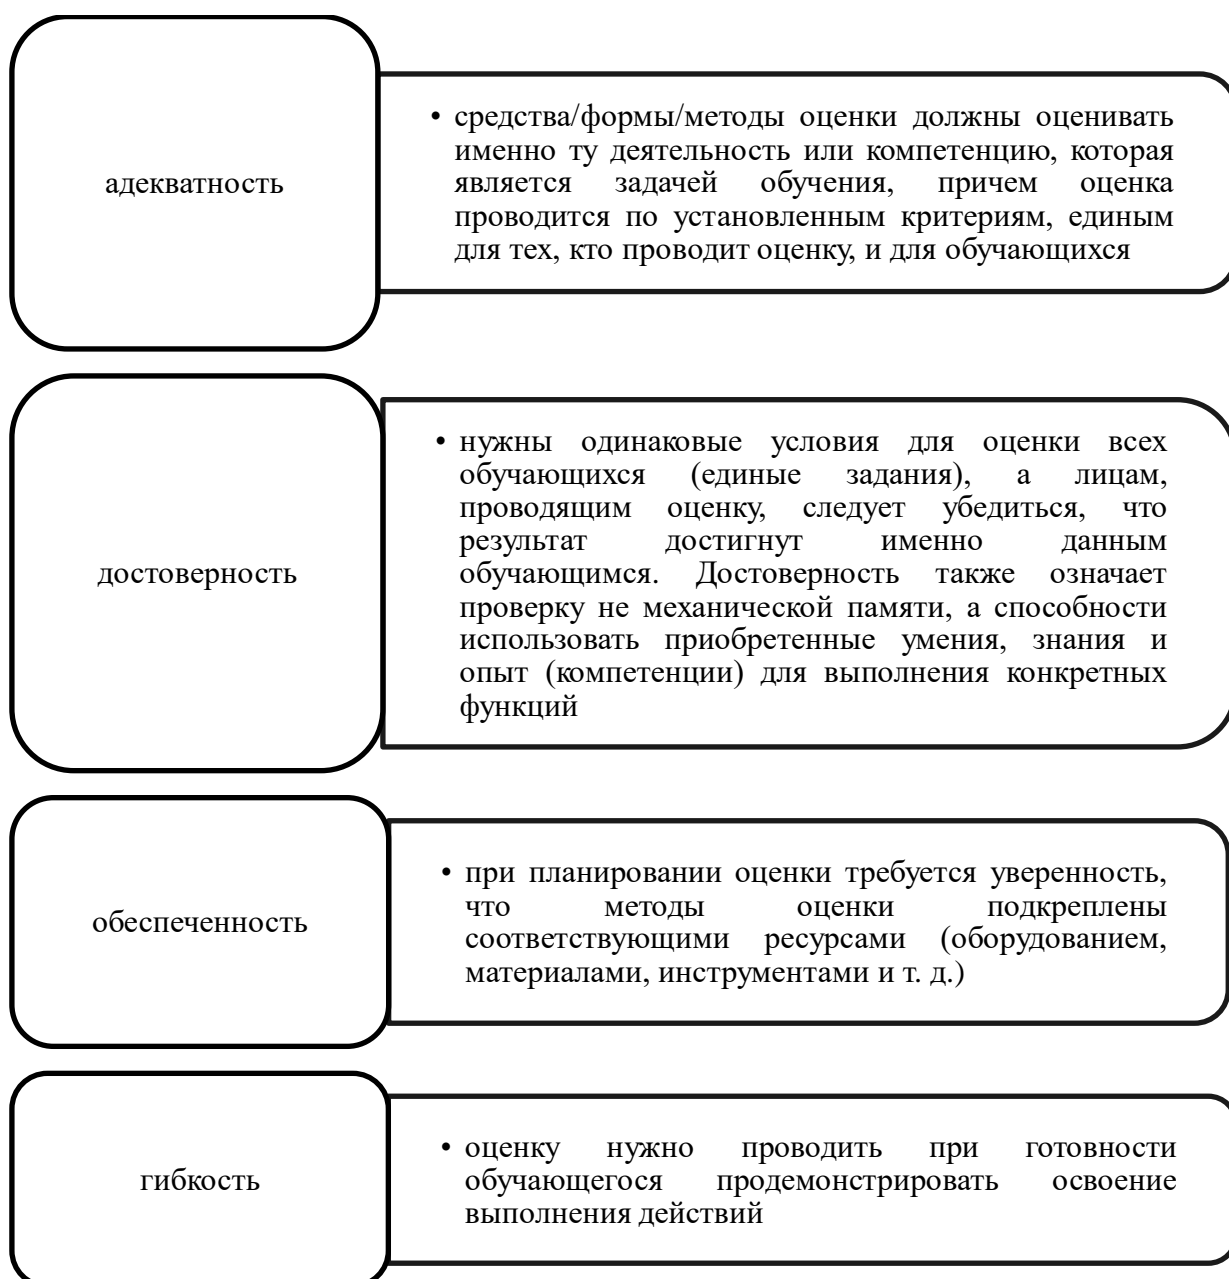 адекватность
• средства/формы/методы оценки должны оценивать
именно ту деятельность или компетенцию, которая
является задачей обучения, причем оценка
проводится по установленным критериям, единым
для тех, кто проводит оценку, и для обучающихся
достоверность
• нужны одинаковые условия для оценки всех
обучающихся (единые задания), а лицам,
проводящим оценку, следует убедиться, что
результат достигнут именно данным
обучающимся. Достоверность также означает
проверку не механической памяти, а способности
использовать приобретенные умения, знания и
опыт (компетенции) для выполнения конкретных
функций
обеспеченность
• при планировании оценки требуется уверенность,
что методы оценки подкреплены
соответствующими ресурсами (оборудованием,
материалами, инструментами и т. д.)
гибкость
• оценку нужно проводить при готовности
обучающегося продемонстрировать освоение
выполнения действий